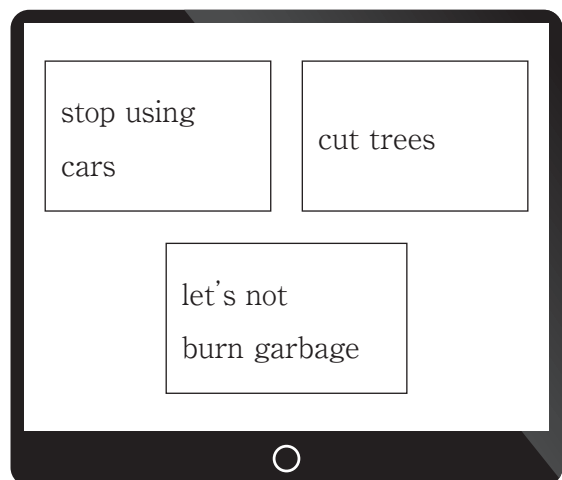 stop using
cars
cut trees
let's not
burn garbage